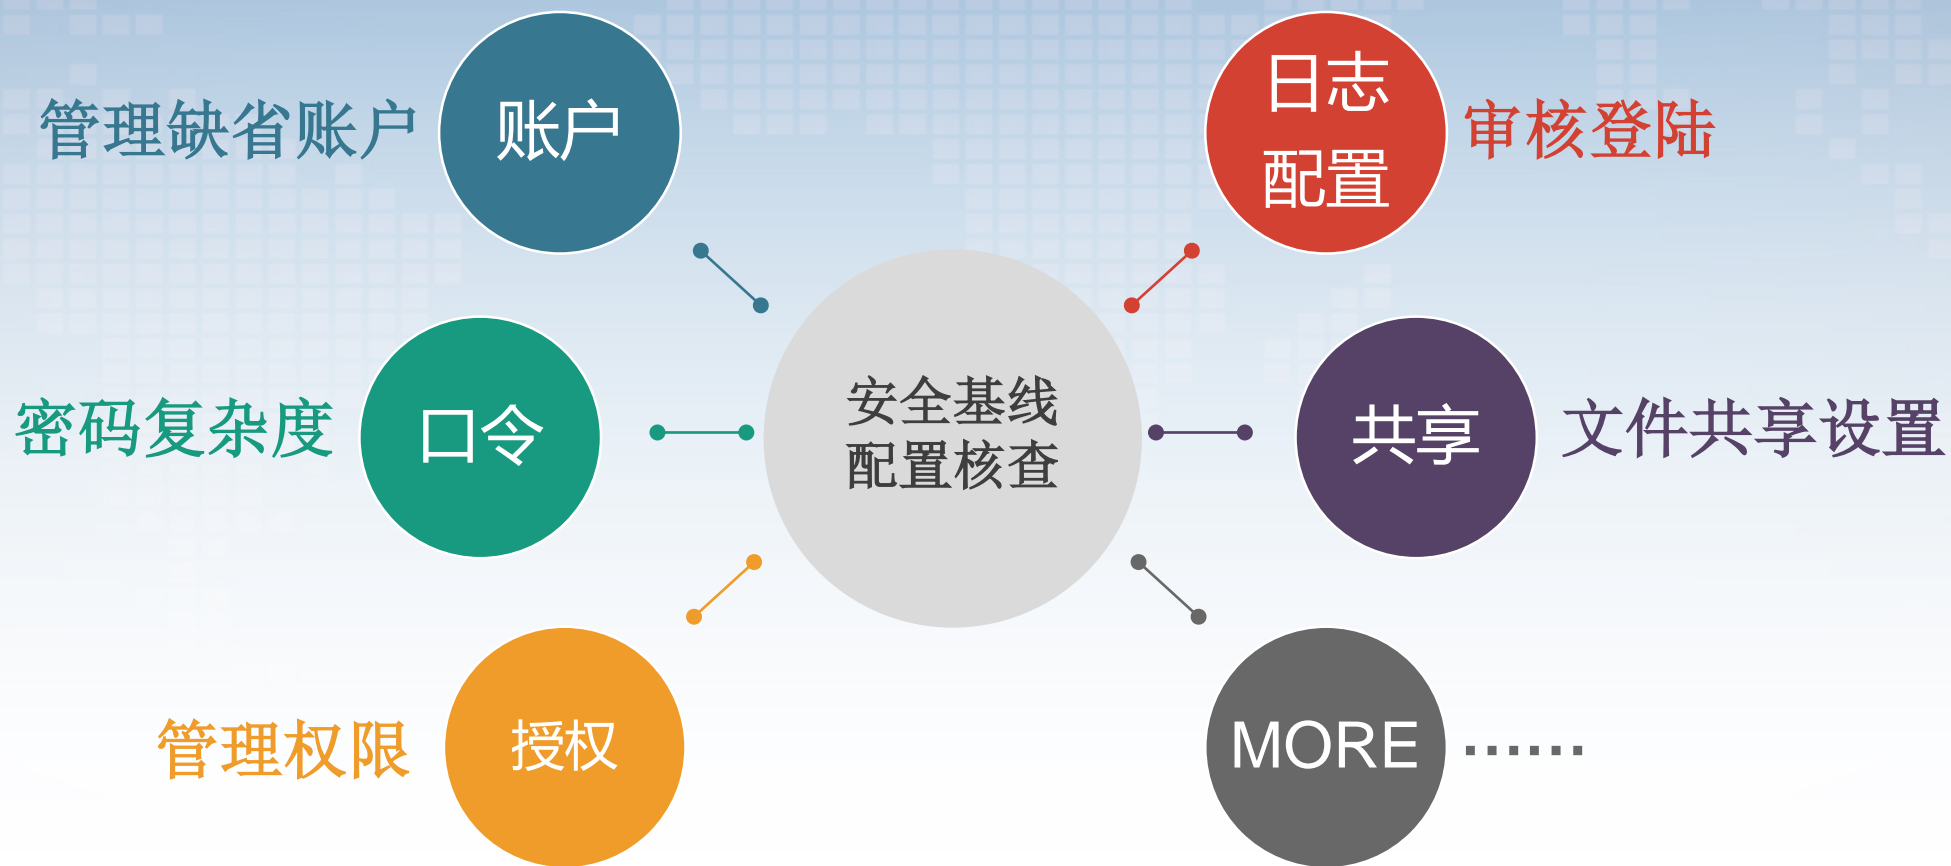 管理缺省账户
账户
日志
配置
审核登陆
密码复杂度
口令
安全基线
配置核查
共享
文件共享设置
管理权限
授权
MORE
……